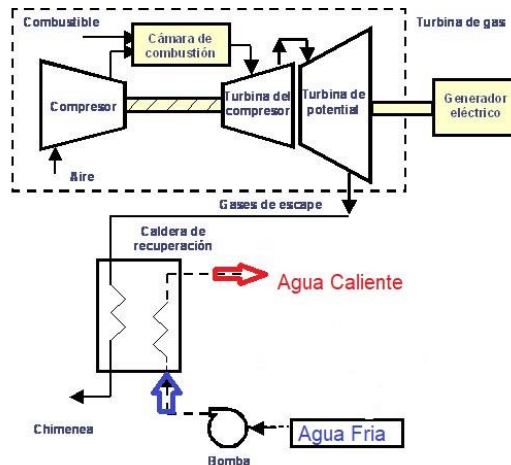 Combustible
Cámara de
combustión
Turbina de gas
Compresor
Turbina del
compresor
Turbina de
potential
Generador
eléctrico
Aire
Gases de escape
Caldera de
recuperación
Agua Caliente
Chimenea
Agua Fria
Bomba